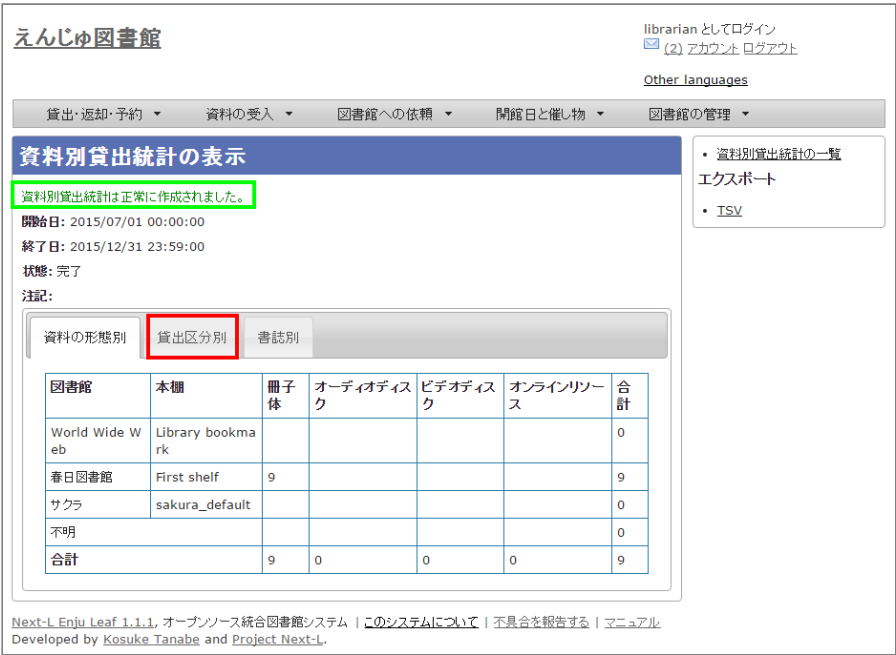 えんじゅ図書館
librarian としてログイン
(2) アカウント ログアウト
Other languages
貸出・返却・予約 ▼ 資料の受入 ▼ 図書館への依頼 ▼ 開館日と催し物 ▼ 図書館の管理 ▼
資料別貸出統計の表示
資料別貸出統計は正常に作成されました。
開始日: 2015/07/01 00:00:00
終了日: 2015/12/31 23:59:00
状態: 完了
注記:
資料の形態別 貸出区分別 書誌別
図書館 本棚 冊子 オーディオディス ビデオディス オンラインリソー 合
体 ク ク ス 計
World Wide W Library bookma 0
eb rk
春日図書館 First shelf 9 9
サクラ sakura_default 0
不明 0
合計 9 0 0 0 9
• 資料別貸出統計の一覧
エクスポート
• TSV
Next-L Enju Leaf 1.1.1, オープンソース統合図書館システム | このシステムについて | 不具合を報告する | マニュアル
Developed by Kosuke Tanabe and Project Next-L.